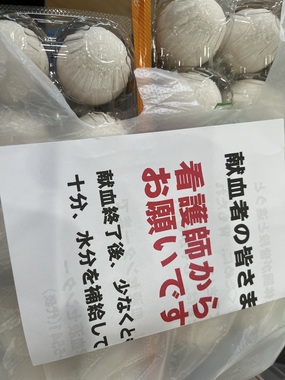 献血者の皆さま
看護師から
お願いです
献血終了後、少なくと
十分、水分を補給して